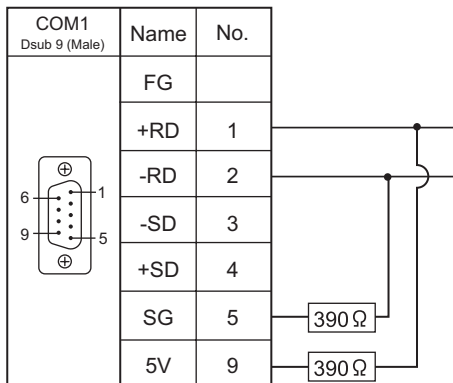 COM1 Name No.
Dsub 9 (Male)
FG
+RD 1
-RD 2
6 1
-SD 3
9 5
+SD 4
SG 5 390Ω
5V 9 390Ω